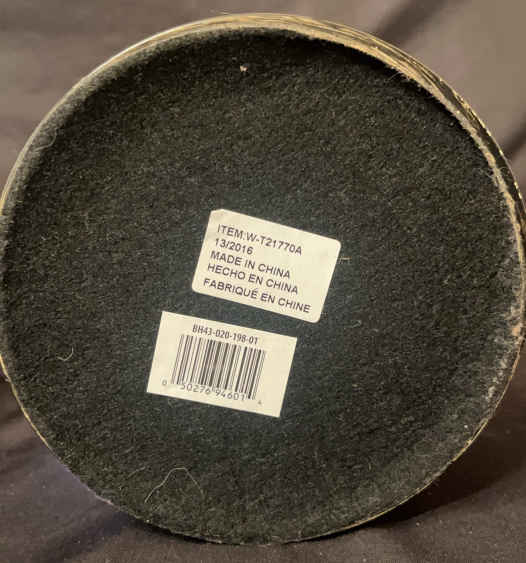 ITEM:W-T21770A
13/2016
MADE IN CHINA
HECHO EN CHINA
FABRIQUÉ EN CHINE
BH43-020-198-01
0 50276 94601 4